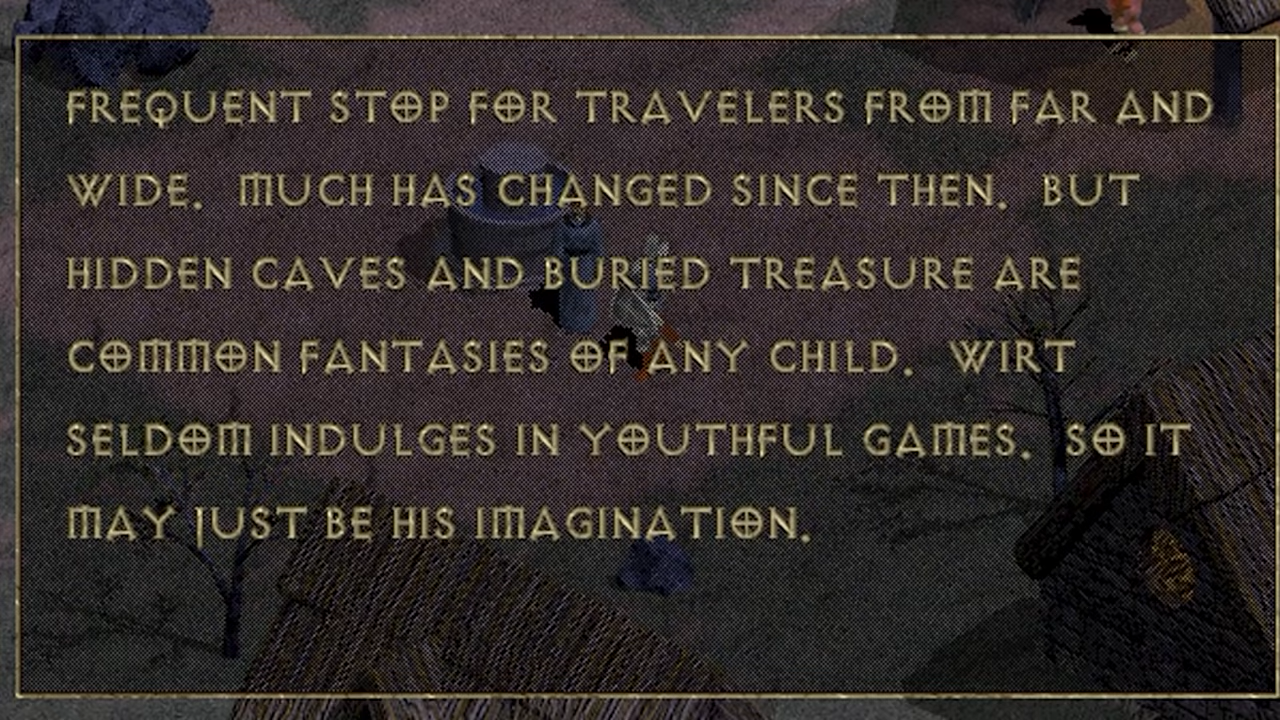 FREQUENT STOP FOR TRAVELERS FROM FAR AND
WIDE.  MUCH HAS CHANGED SINCE THEN.  BUT
HIDDEN CAVES AND BURIED TREASURE ARE
COMMON FANTASIES OF ANY CHILD.  WIRT
SELDOM INDULGES IN YOUTHFUL GAMES.  SO IT
MAY JUST BE HIS IMAGINATION.